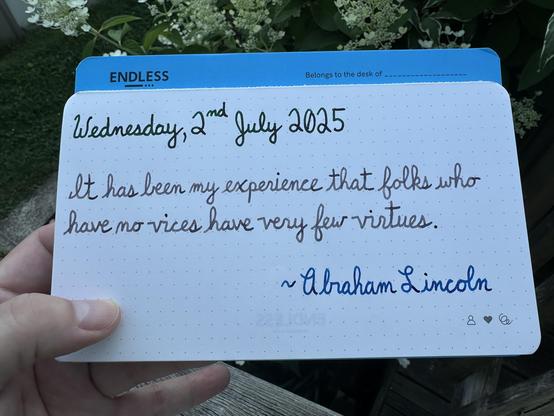 ENDLESS
Belongs to the desk of
Wednesday, 2nd July 2025
It has been my experience that folks who
have no vices have very few virtues.
~ Abraham Lincoln
ENDLESS